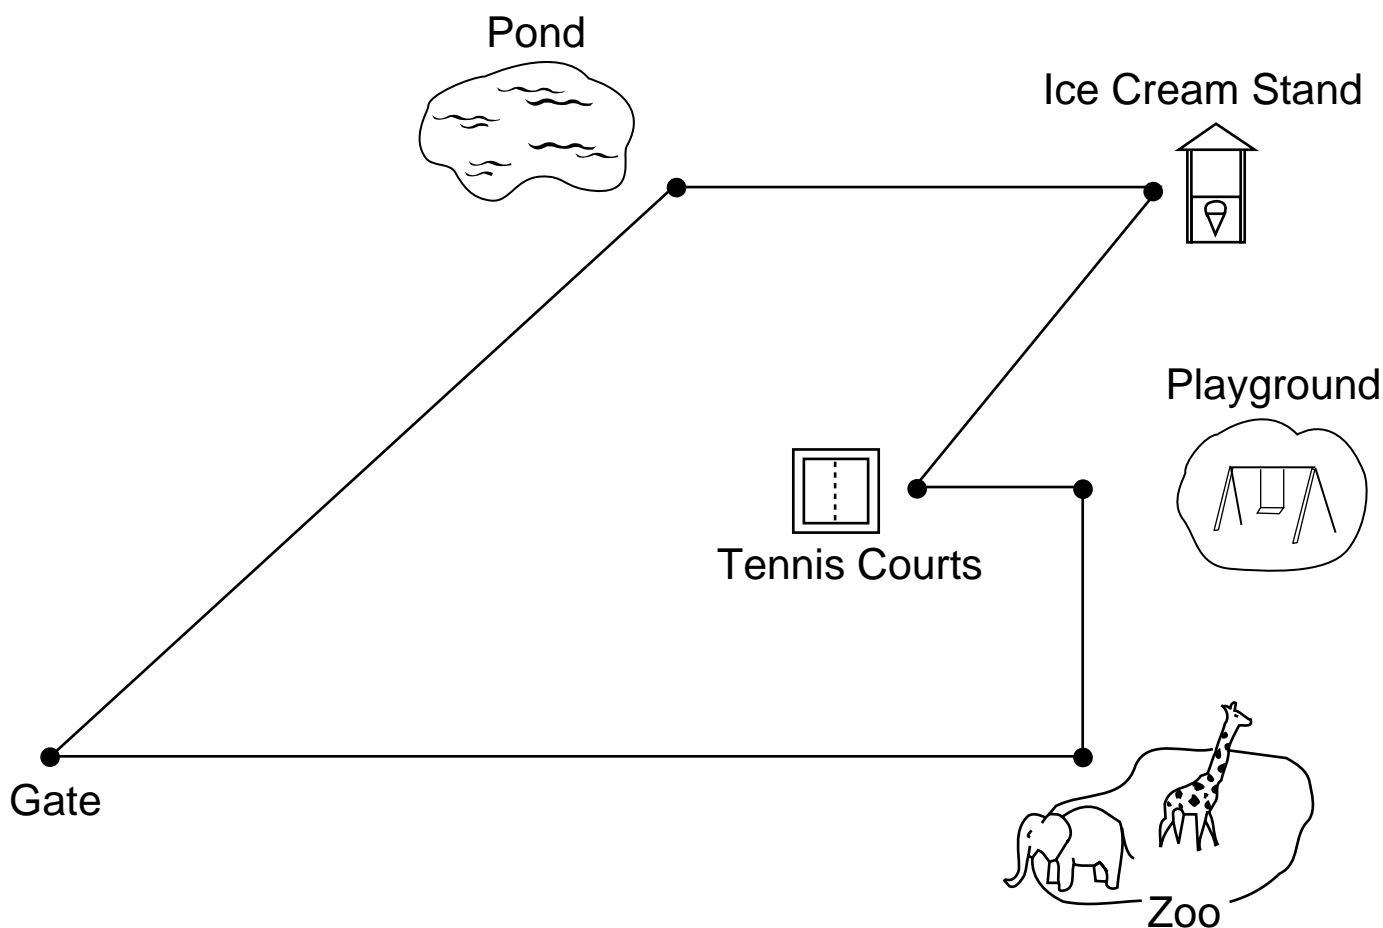 Pond
Ice Cream Stand
Playground
Tennis Courts
Gate
Zoo